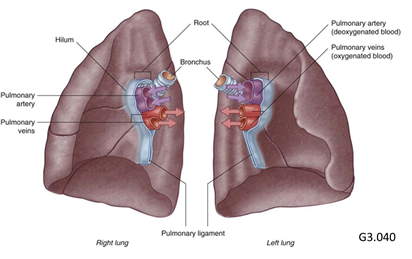 Root
Pulmonary artery
(deoxygenated blood)
Hilum
Pulmonary veins
(oxygenated blood)
Bronchus
Pulmonary
artery
Pulmonary
veins
Pulmonary ligament
Right lung
Left lung
G3.040